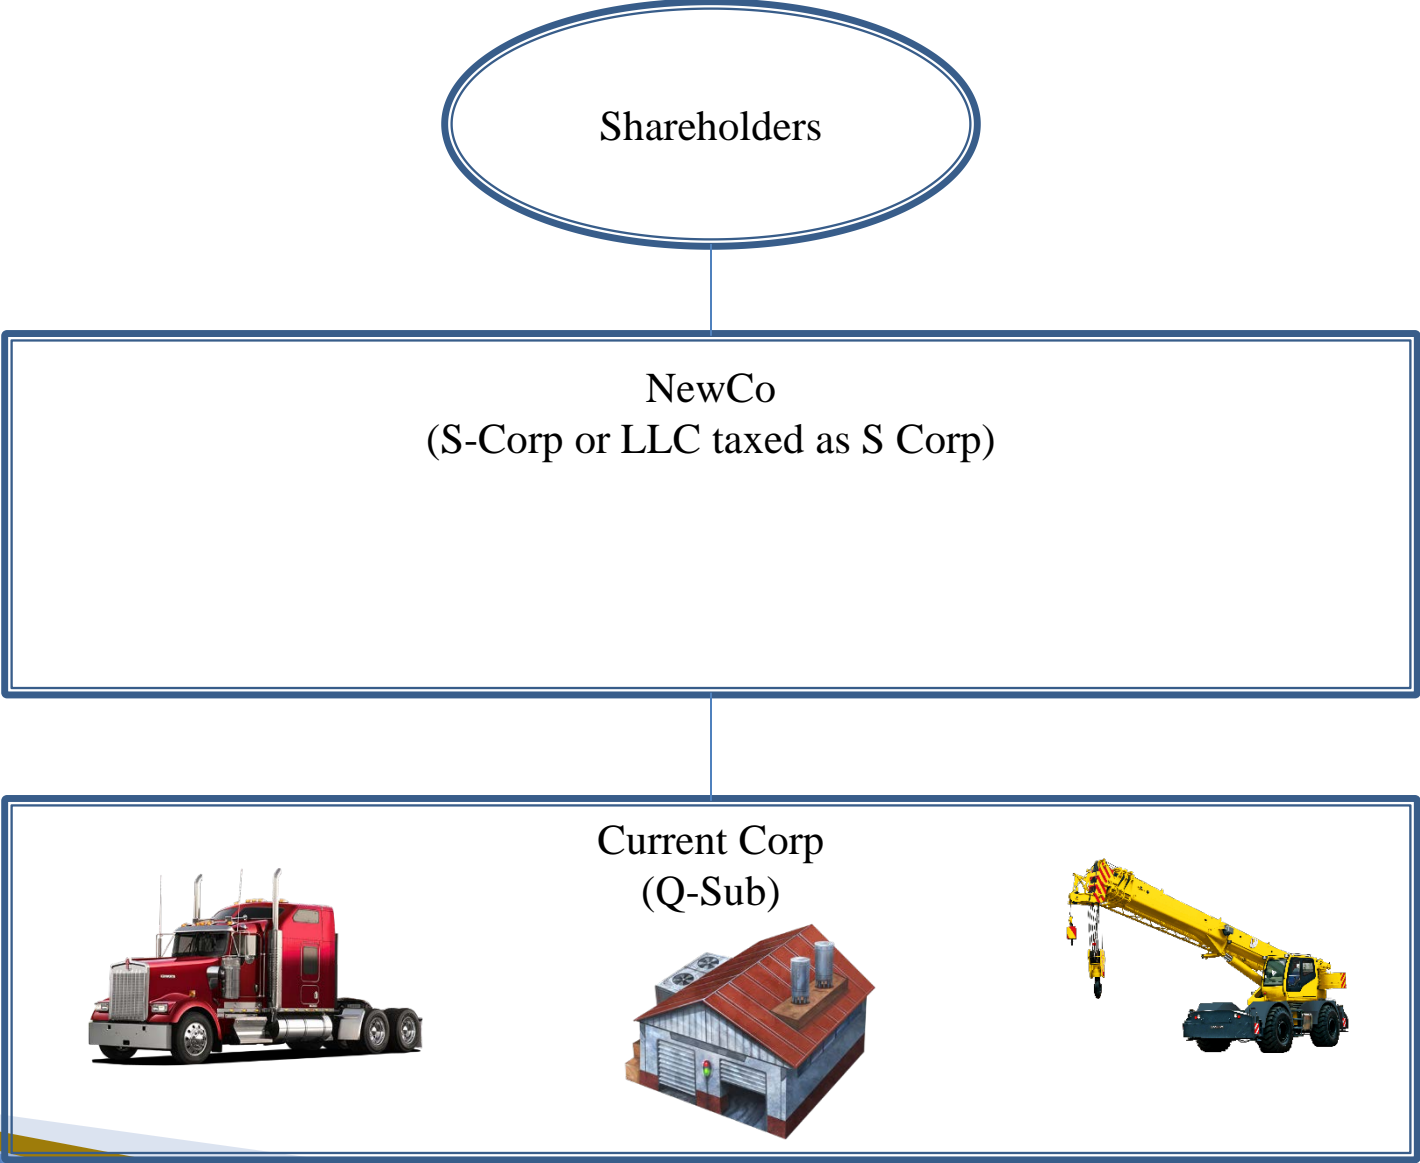 Shareholders
NewCo
(S-Corp or LLC taxed as S Corp)
Current Corp
(Q-Sub)